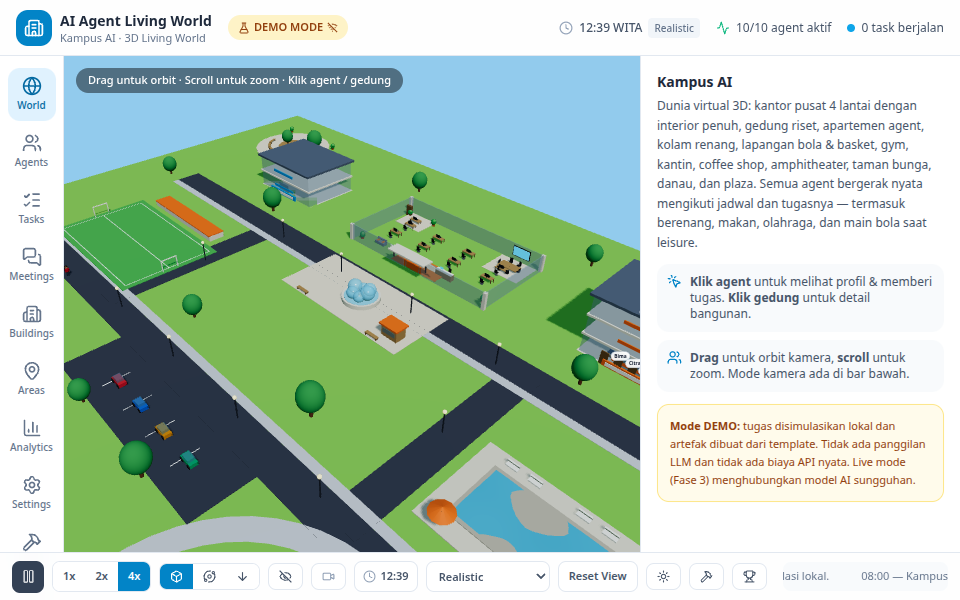 AI Agent Living World
Kampus AI · 3D Living World
DEMO MODE
12:39 WITA
Realistic
10/10 agent aktif
0 task berjalan
World
Agents
Tasks
Meetings
Buildings
Areas
Analytics
Settings
Drag untuk orbit · Scroll untuk zoom · Klik agent / gedung
Bima
Citra
Kampus AI
Dunia virtual 3D: kantor pusat 4 lantai dengan
interior penuh, gedung riset, apartemen agent,
kolam renang, lapangan bola & basket, gym,
kantin, coffee shop, amphitheater, taman bunga,
danau, dan plaza. Semua agent bergerak nyata
mengikuti jadwal dan tugasnya — termasuk
berenang, makan, olahraga, dan main bola saat
leisure.
Klik agent untuk melihat profil & memberi
tugas. Klik gedung untuk detail
bangunan.
Drag untuk orbit kamera, scroll untuk
zoom. Mode kamera ada di bar bawah.
Mode DEMO: tugas disimulasikan lokal dan
artefak dibuat dari template. Tidak ada panggilan
LLM dan tidak ada biaya API nyata. Live mode
(Fase 3) menghubungkan model AI sungguhan.
1x
2x
4x
12:39
Realistic
Reset View
lasi lokal.
08:00 — Kampus